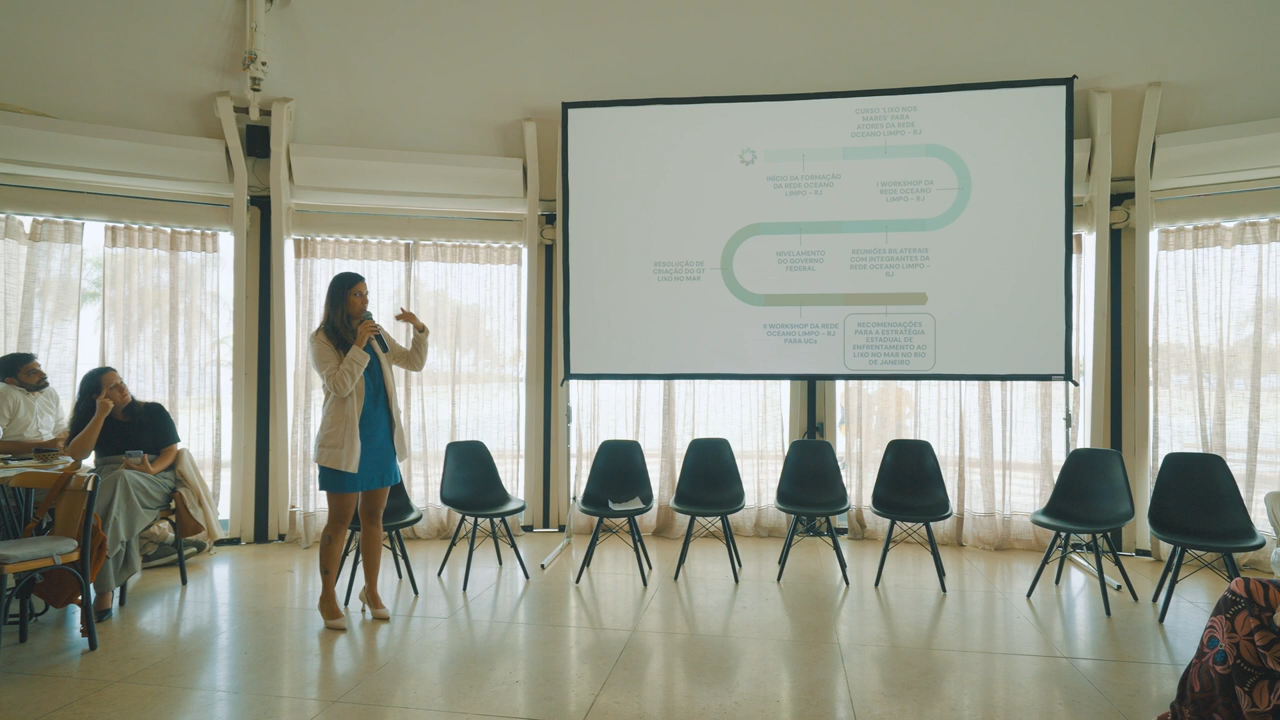 CURSO "LIXO NOS
MARES" PARA
ATORES DA REDE
OCEANO LIMPO - RJ
INÍCIO DA FORMAÇÃO
DA REDE OCEANO
LIMPO - RJ
I WORKSHOP DA
REDE OCEANO
LIMPO - RJ
NIVELAMENTO
DO GOVERNO
FEDERAL
REUNIÕES BILATERAIS
COM INTEGRANTES DA
REDE OCEANO LIMPO -
RJ
RESOLUÇÃO DE
CRIAÇÃO DO GT
LIXO NO MAR
II WORKSHOP DA REDE
OCEANO LIMPO - RJ
PARA UCs
RECOMENDAÇÕES
PARA A ESTRATÉGIA
ESTADUAL DE
ENFRENTAMENTO AO
LIXO NO MAR NO RIO
DE JANEIRO